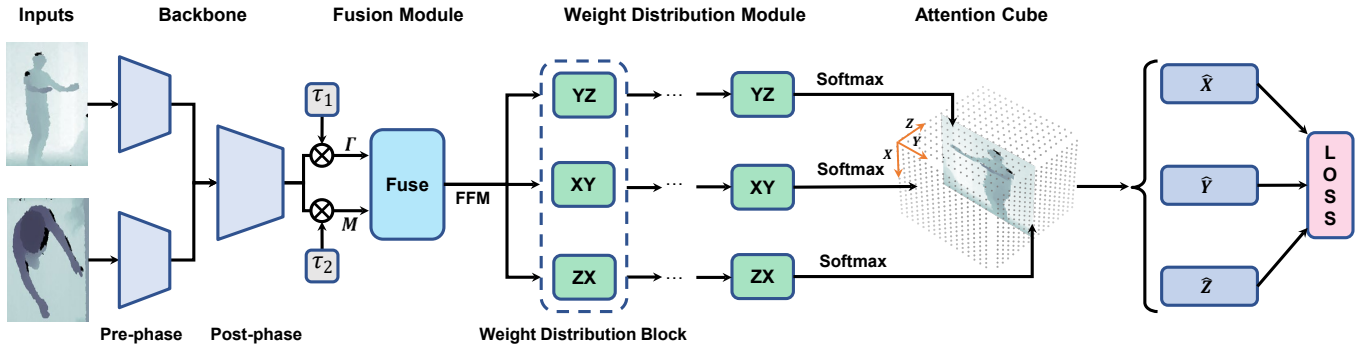 Inputs
Backbone
Fusion Module
Weight Distribution Module
Attention Cube
τ1
Γ
Fuse
M
τ2
FFM
YZ
...
YZ
Softmax
XY
...
XY
Softmax
ZX
...
ZX
Softmax
Z
Y
X
X̂
Ŷ
Ẑ
LOSS
Pre-phase
Post-phase
Weight Distribution Block